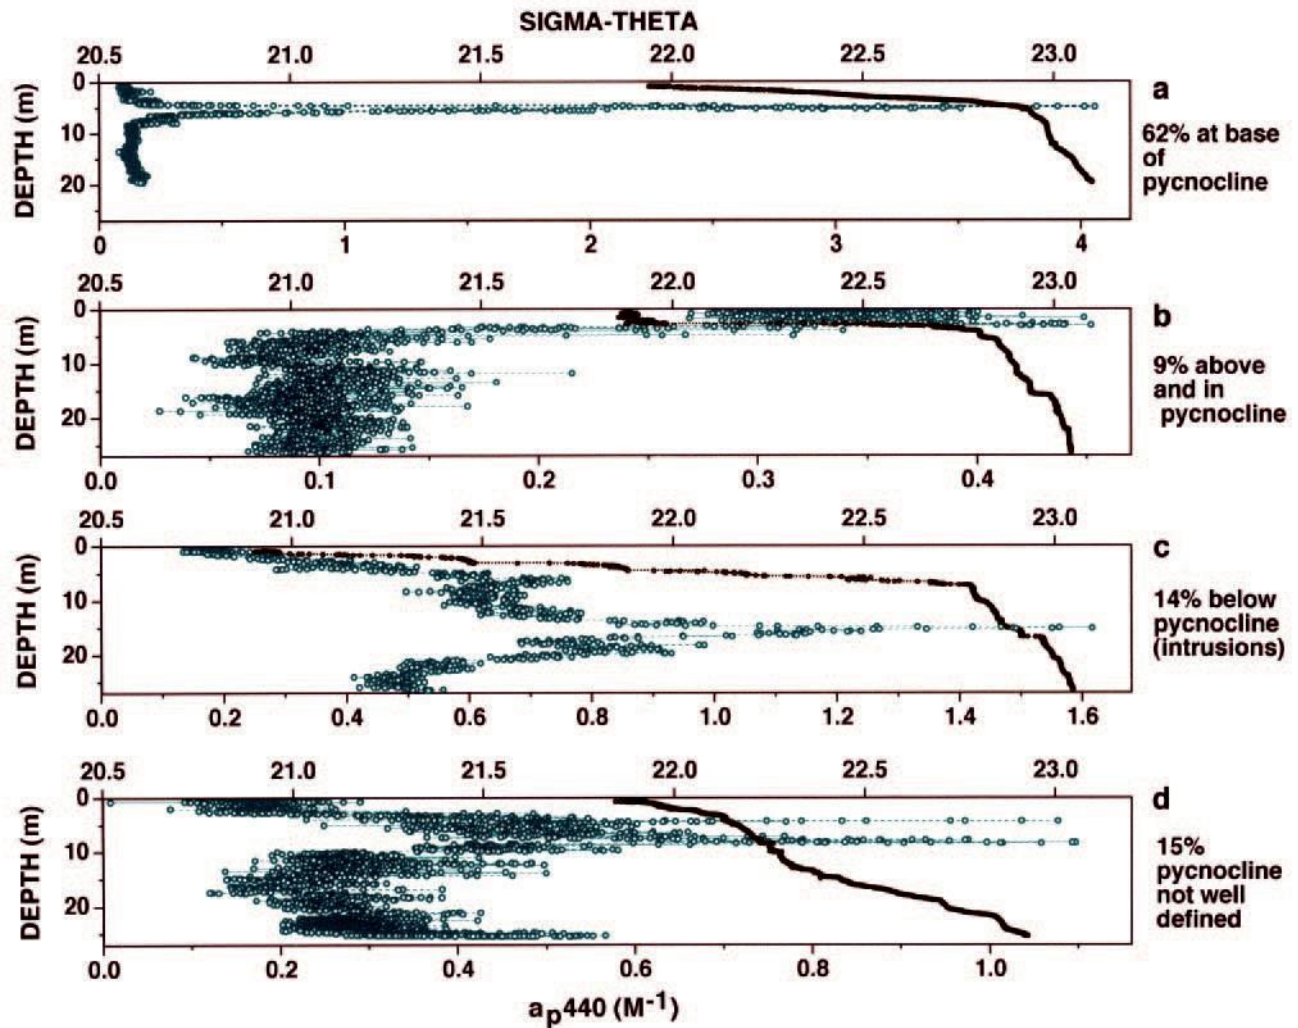 SIGMA-THETA
20.5 21.0 21.5 22.0 22.5 23.0
0
10
20
DEPTH (m)
a
62% at base
of
pycnocline
0 1 2 3 4
20.5 21.0 21.5 22.0 22.5 23.0
0
10
20
DEPTH (m)
b
9% above
and in
pycnocline
0.0 0.1 0.2 0.3 0.4
20.5 21.0 21.5 22.0 22.5 23.0
0
10
20
DEPTH (m)
c
14% below
pycnocline
(intrusions)
0.0 0.2 0.4 0.6 0.8 1.0 1.2 1.4 1.6
20.5 21.0 21.5 22.0 22.5 23.0
0
10
20
DEPTH (m)
d
15%
pycnocline
not well
defined
0.0 0.2 0.4 0.6 0.8 1.0
ap440 (M-1)